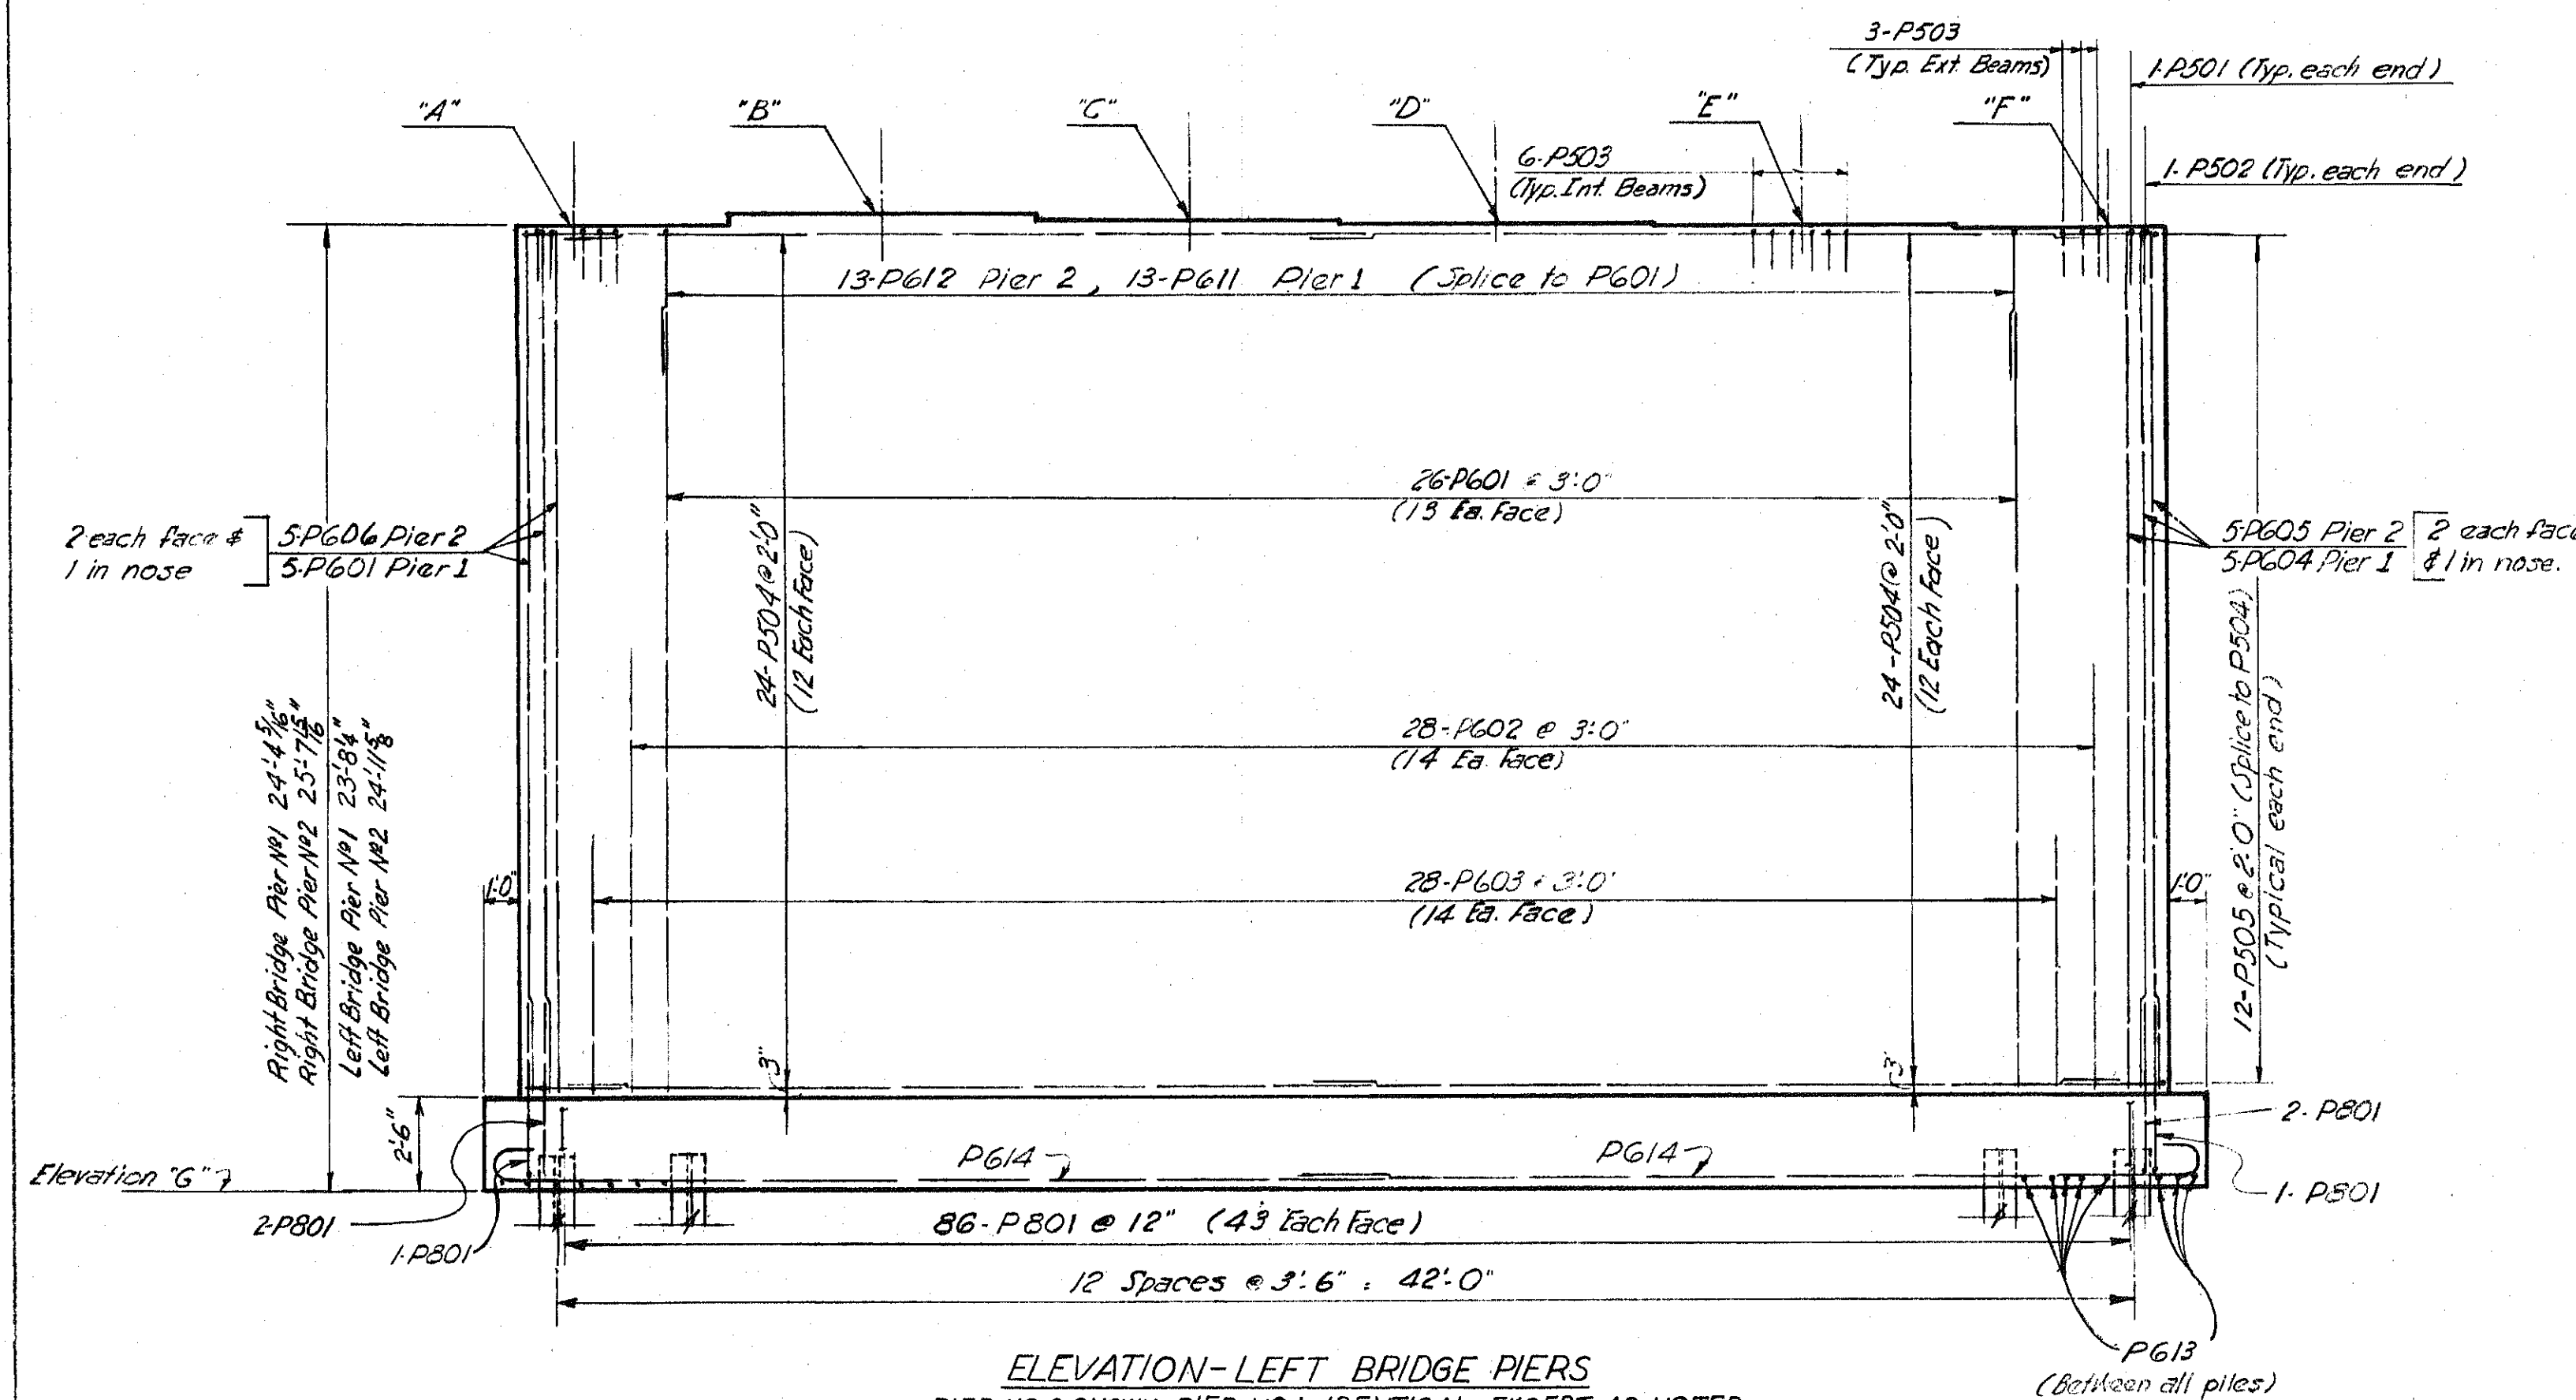 3-P503
(Typ. Ext. Beams)
1-P501 (Typ. each end)
"A"
"B"
"C"
"D"
"E"
"F"
6-P503
(Typ. Int. Beams)
1-P502 (Typ. each end)
13-P612 Pier 2, 13-P611 Pier 1 (Splice to P601)
26-P601 @ 3'-0"
(13 Ea. Face)
2 each face &
1 in nose
5-P606 Pier 2
5-P601 Pier 1
24-P504 @ 2'-0"
(12 Each Face)
24-P504 @ 2'-0"
(12 Each Face)
5-P605 Pier 2
5-P604 Pier 1
2 each face
& 1 in nose.
12-P505 @ 2'-0" (Splice to P504)
(Typical each end)
28-P602 @ 3'-0"
(14 Ea. Face)
28-P603 @ 3'-0"
(14 Ea. Face)
Right Bridge Pier Nº1 24'-4 5/16"
Right Bridge Pier Nº2 25'-7 15/16"
Left Bridge Pier Nº1 23'-8 1/4"
Left Bridge Pier Nº2 24'-11 5/8"
1'-0"
1'-0"
3"
3"
2'-6"
2-P801
P614
P614
Elevation "G"
1-P801
2-P801
1-P801
86-P801 @ 12" (43 Each Face)
12 Spaces @ 3'-6" = 42'-0"
P613
(Between all piles)
ELEVATION-LEFT BRIDGE PIERS